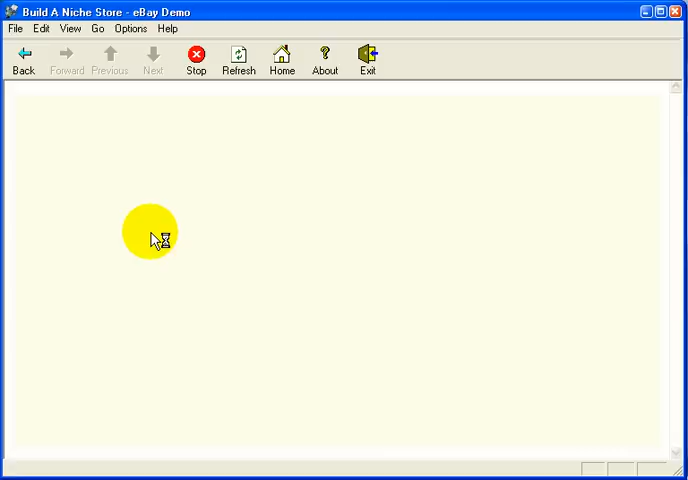 Build A Niche Store - eBay Demo
File Edit View Go Options Help
Back Forward Previous Next Stop Refresh Home About Exit